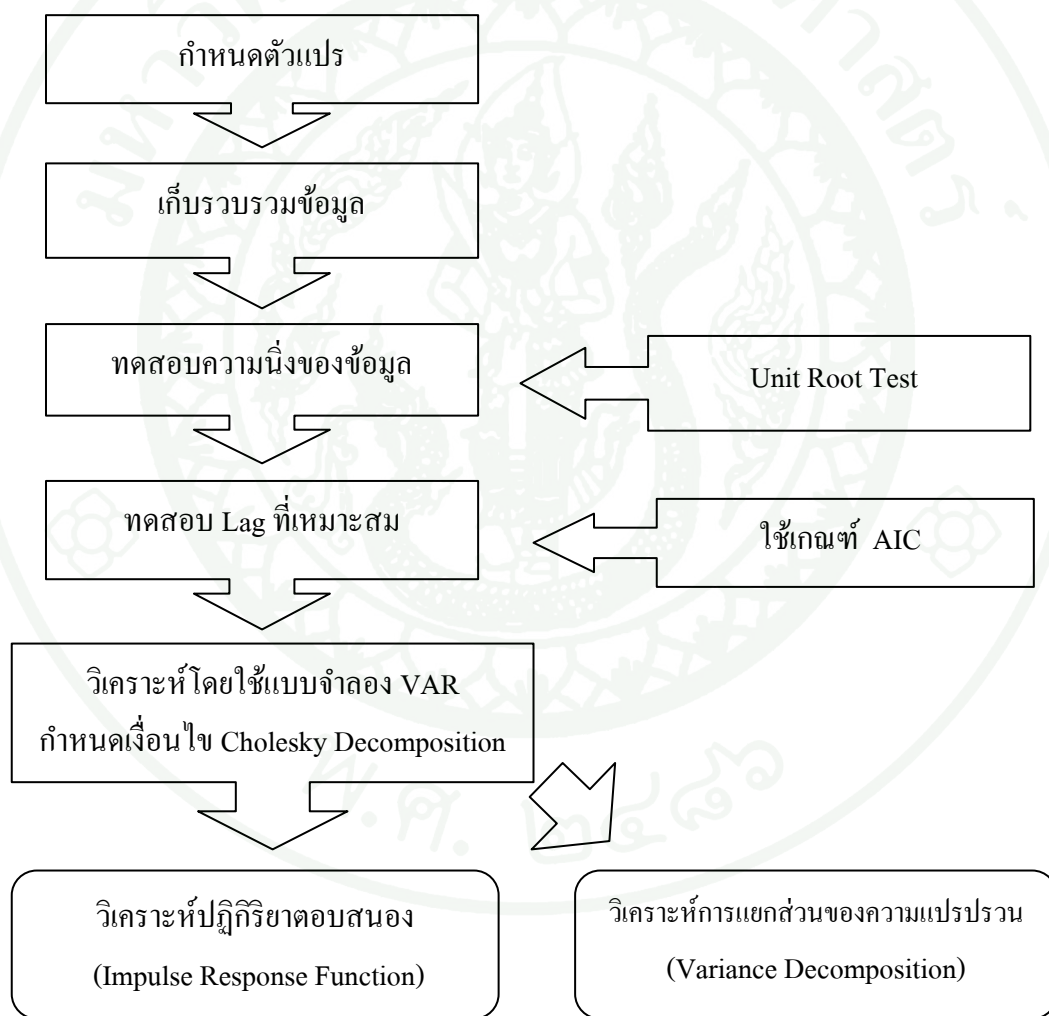 กำหนดตัวแปร
เก็บรวบรวมข้อมูล
ทดสอบความนิ่งของข้อมูล
Unit Root Test
ทดสอบ Lag ที่เหมาะสม
ใช้เกณฑ์ AIC
วิเคราะห์โดยใช้แบบจำลอง VAR
กำหนดเงื่อนไข Cholesky Decomposition
วิเคราะห์ปฏิกิริยาตอบสนอง
(Impulse Response Function)
วิเคราะห์การแยกส่วนของความแปรปรวน
(Variance Decomposition)
พ.ศ. ๒๔๘๖